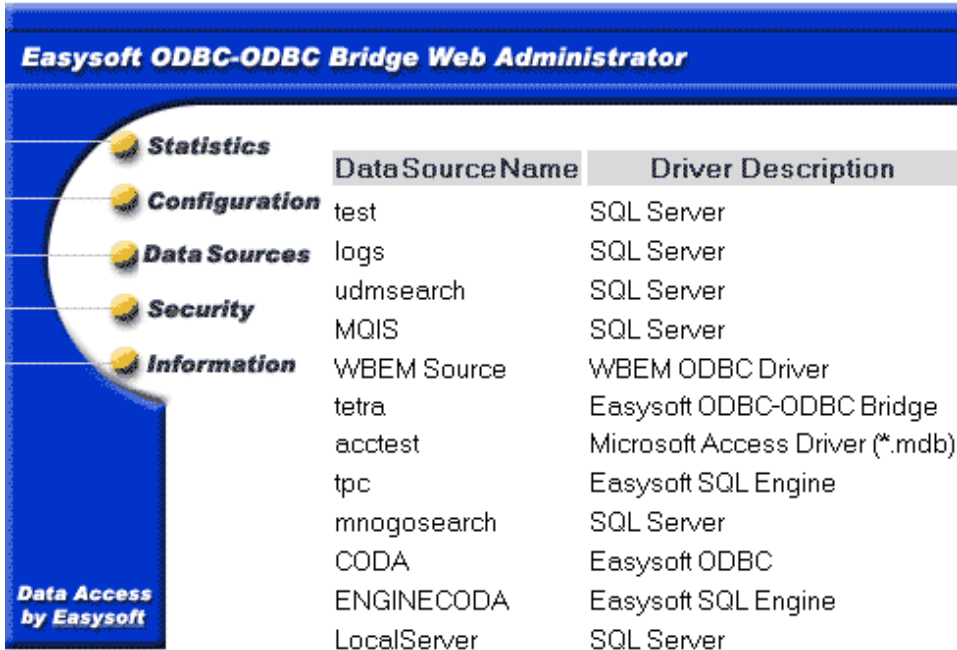 Easysoft ODBC-ODBC Bridge Web Administrator
Statistics
Configuration
Data Sources
Security
Information
Data Access
by Easysoft
Data Source Name Driver Description
test SQL Server
logs SQL Server
udmsearch SQL Server
MQIS SQL Server
WBEM Source WBEM ODBC Driver
tetra Easysoft ODBC-ODBC Bridge
acctest Microsoft Access Driver (*.mdb)
tpc Easysoft SQL Engine
mnogosearch SQL Server
CODA Easysoft ODBC
ENGINECODA Easysoft SQL Engine
LocalServer SQL Server